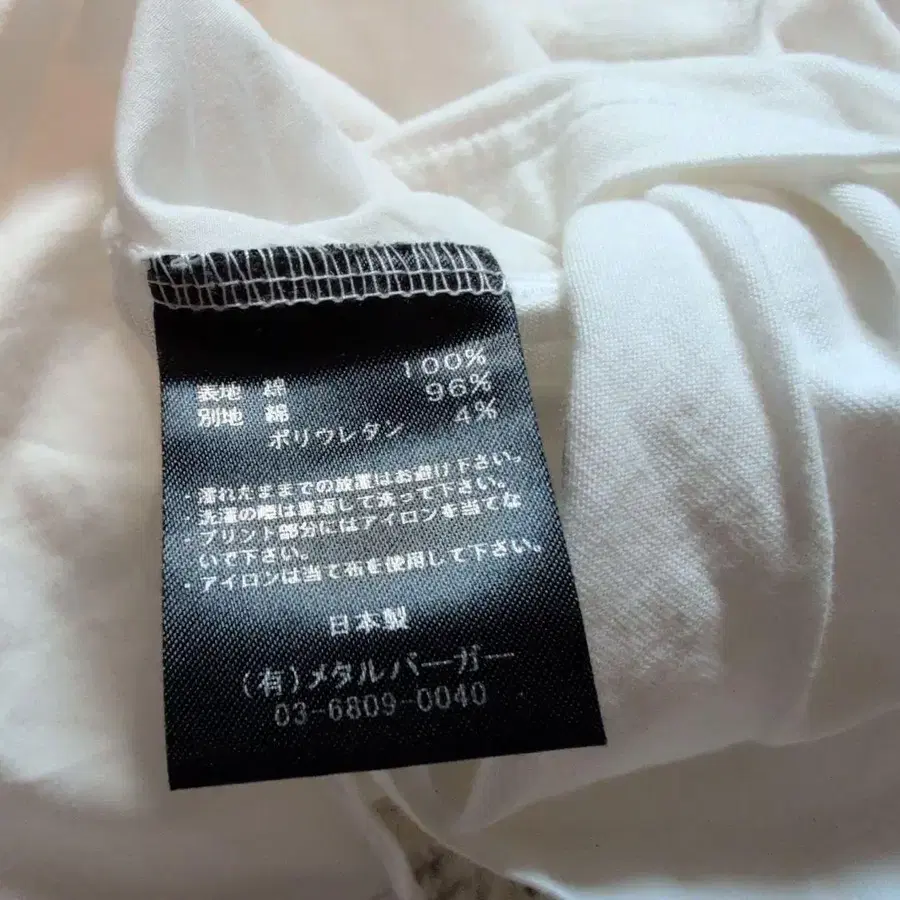 表地 綿 100%
別地 綿 96%
ポリウレタン 4%
・濡れたままでの放置はお避け下さい。
・洗濯の際は裏返して洗って下さい。
・プリント部分にはアイロンを当てな
いで下さい。
・アイロンは当て布を使用して下さい。
日本製
(有)メタルバーガー
03-6809-0040